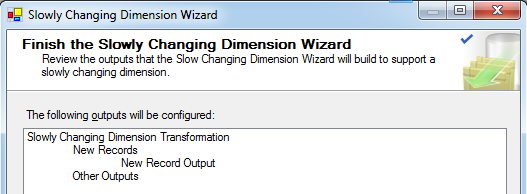 Slowly Changing Dimension Wizard
Finish the Slowly Changing Dimension Wizard
Review the outputs that the Slow Changing Dimension Wizard will build to support a
slowly changing dimension.
The following outputs will be configured:
Slowly Changing Dimension Transformation
New Records
New Record Output
Other Outputs